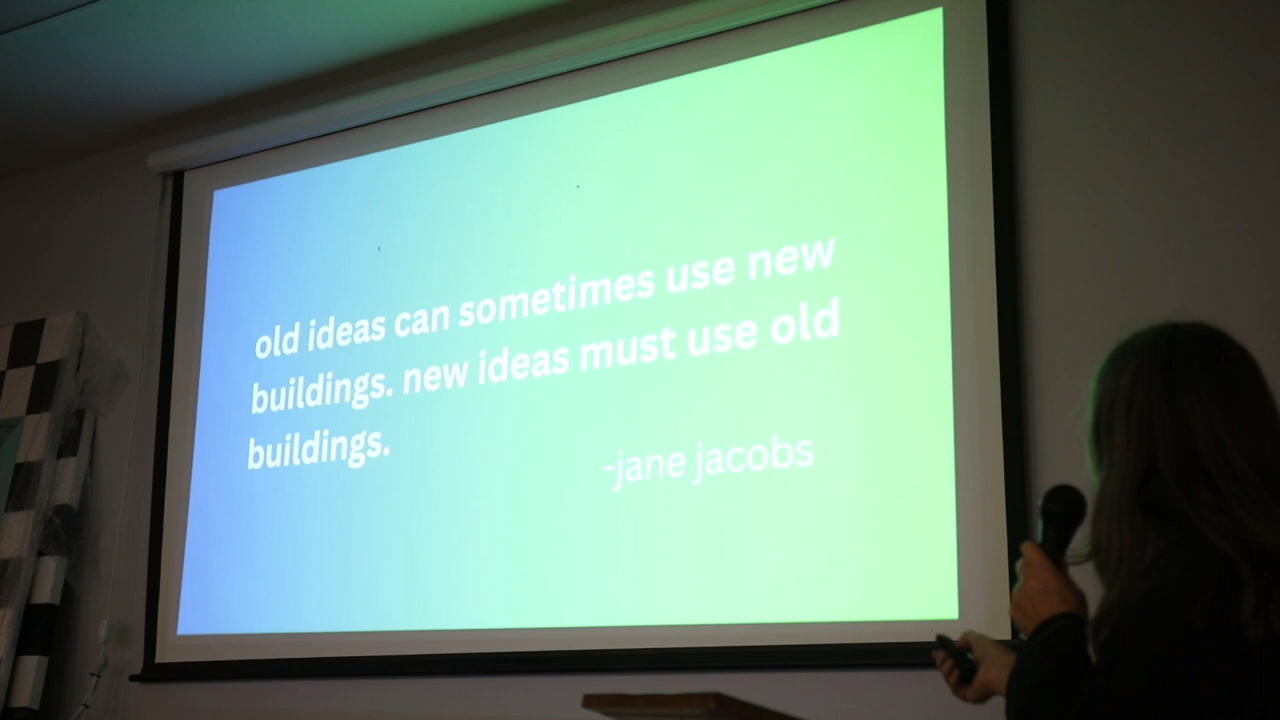 old ideas can sometimes use new
buildings. new ideas must use old
buildings.
-jane jacobs